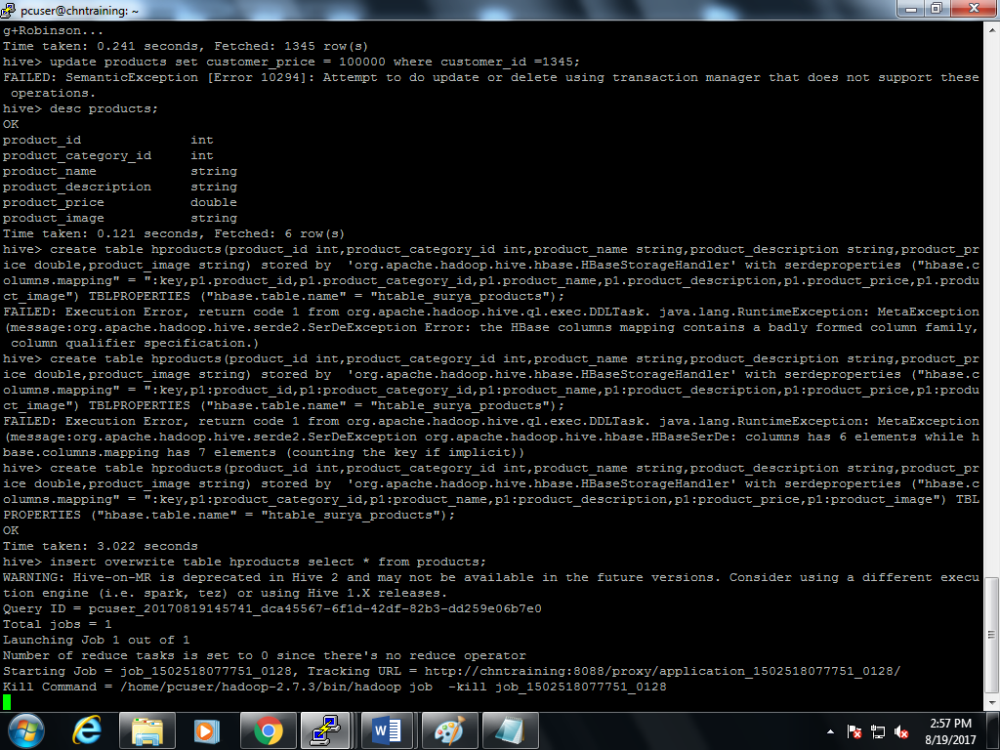 pcuser@chntraining: ~
g+Robinson...
Time taken: 0.241 seconds, Fetched: 1345 row(s)
hive> update products set customer_price = 100000 where customer_id =1345;
FAILED: SemanticException [Error 10294]: Attempt to do update or delete using transaction manager that does not support these
 operations.
hive> desc products;
OK
product_id              int
product_category_id     int
product_name            string
product_description     string
product_price           double
product_image           string
Time taken: 0.121 seconds, Fetched: 6 row(s)
hive> create table hproducts(product_id int,product_category_id int,product_name string,product_description string,product_pr
ice double,product_image string) stored by  'org.apache.hadoop.hive.hbase.HBaseStorageHandler' with serdeproperties ("hbase.c
olumns.mapping" = ":key,p1.product_id,p1.product_category_id,p1.product_name,p1.product_description,p1.product_price,p1.produ
ct_image") TBLPROPERTIES ("hbase.table.name" = "htable_surya_products");
FAILED: Execution Error, return code 1 from org.apache.hadoop.hive.ql.exec.DDLTask. java.lang.RuntimeException: MetaException
(message:org.apache.hadoop.hive.serde2.SerDeException Error: the HBase columns mapping contains a badly formed column family,
 column qualifier specification.)
hive> create table hproducts(product_id int,product_category_id int,product_name string,product_description string,product_pr
ice double,product_image string) stored by  'org.apache.hadoop.hive.hbase.HBaseStorageHandler' with serdeproperties ("hbase.c
olumns.mapping" = ":key,p1:product_id,p1:product_category_id,p1:product_name,p1:product_description,p1:product_price,p1:produ
ct_image") TBLPROPERTIES ("hbase.table.name" = "htable_surya_products");
FAILED: Execution Error, return code 1 from org.apache.hadoop.hive.ql.exec.DDLTask. java.lang.RuntimeException: MetaException
(message:org.apache.hadoop.hive.serde2.SerDeException org.apache.hadoop.hive.hbase.HBaseSerDe: columns has 6 elements while h
base.columns.mapping has 7 elements (counting the key if implicit))
hive> create table hproducts(product_id int,product_category_id int,product_name string,product_description string,product_pr
ice double,product_image string) stored by  'org.apache.hadoop.hive.hbase.HBaseStorageHandler' with serdeproperties ("hbase.c
olumns.mapping" = ":key,p1:product_category_id,p1:product_name,p1:product_description,p1:product_price,p1:product_image") TBL
PROPERTIES ("hbase.table.name" = "htable_surya_products");
OK
Time taken: 3.022 seconds
hive> insert overwrite table hproducts select * from products;
WARNING: Hive-on-MR is deprecated in Hive 2 and may not be available in the future versions. Consider using a different execu
tion engine (i.e. spark, tez) or using Hive 1.X releases.
Query ID = pcuser_20170819145741_dca45567-6f1d-42df-82b3-dd259e06b7e0
Total jobs = 1
Launching Job 1 out of 1
Number of reduce tasks is set to 0 since there's no reduce operator
Starting Job = job_1502518077751_0128, Tracking URL = http://chntraining:8088/proxy/application_1502518077751_0128/
Kill Command = /home/pcuser/hadoop-2.7.3/bin/hadoop job  -kill job_1502518077751_0128
2:57 PM
8/19/2017